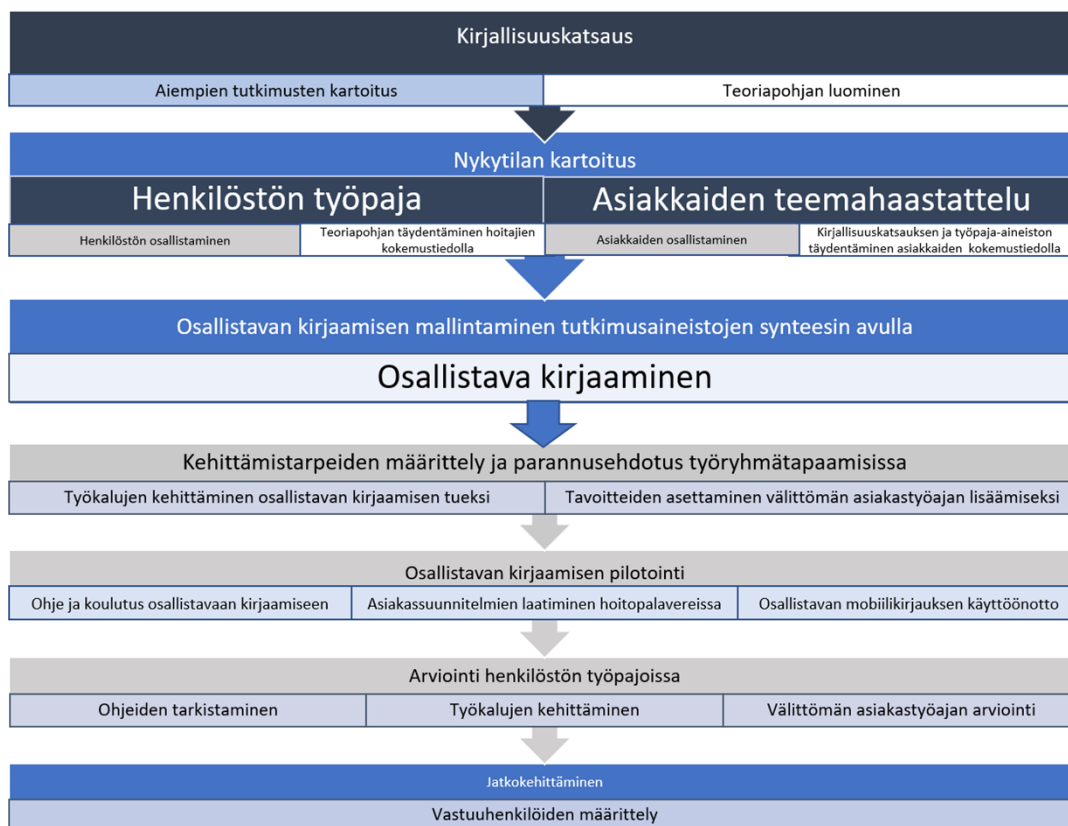 Kirjallisuuskatsaus
Aiempien tutkimusten kartoitus
Teoriapohjan luominen
Nykytilan kartoitus
Henkilöstön työpaja
Asiakkaiden teemahaastattelu
Henkilöstön osallistaminen
Teoriapohjan täydentäminen hoitajien
kokemustiedolla
Asiakkaiden osallistaminen
Kirjallisuuskatsauksen ja työpaja-aineiston
täydentäminen asiakkaiden kokemustiedolla
Osallistavan kirjaamisen mallintaminen tutkimusaineistojen synteesin avulla
Osallistava kirjaaminen
Kehittämistarpeiden määrittely ja parannusehdotus työryhmätapaamisissa
Työkalujen kehittäminen osallistavan kirjaamisen tueksi
Tavoitteiden asettaminen välittömän asiakastyöajan lisäämiseksi
Osallistavan kirjaamisen pilotointi
Ohje ja koulutus osallistavaan kirjaamiseen
Asiakassuunnitelmien laatiminen hoitopalavereissa
Osallistavan mobiilikirjauksen käyttöönotto
Arviointi henkilöstön työpajoissa
Ohjeiden tarkistaminen
Työkalujen kehittäminen
Välittömän asiakastyöajan arviointi
Jatkokehittäminen
Vastuuhenkilöiden määrittely